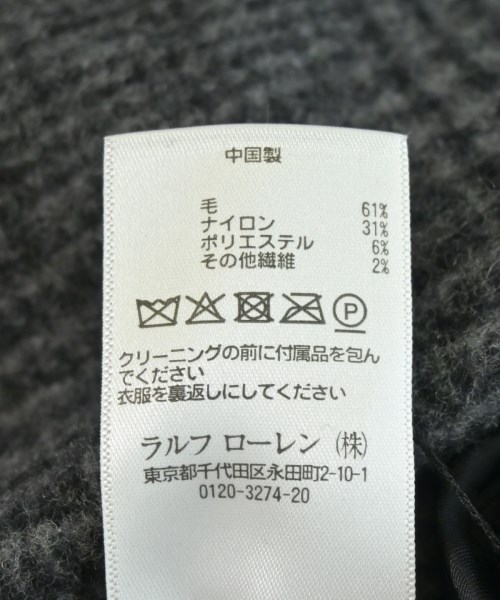 中国製
毛 61%
ナイロン 31%
ポリエステル 6%
その他繊維 2%
P
クリーニングの前に付属品を包ん
でください
衣服を裏返しにしてください
ラルフ ローレン (株)
東京都千代田区永田町2-10-1
0120-3274-20